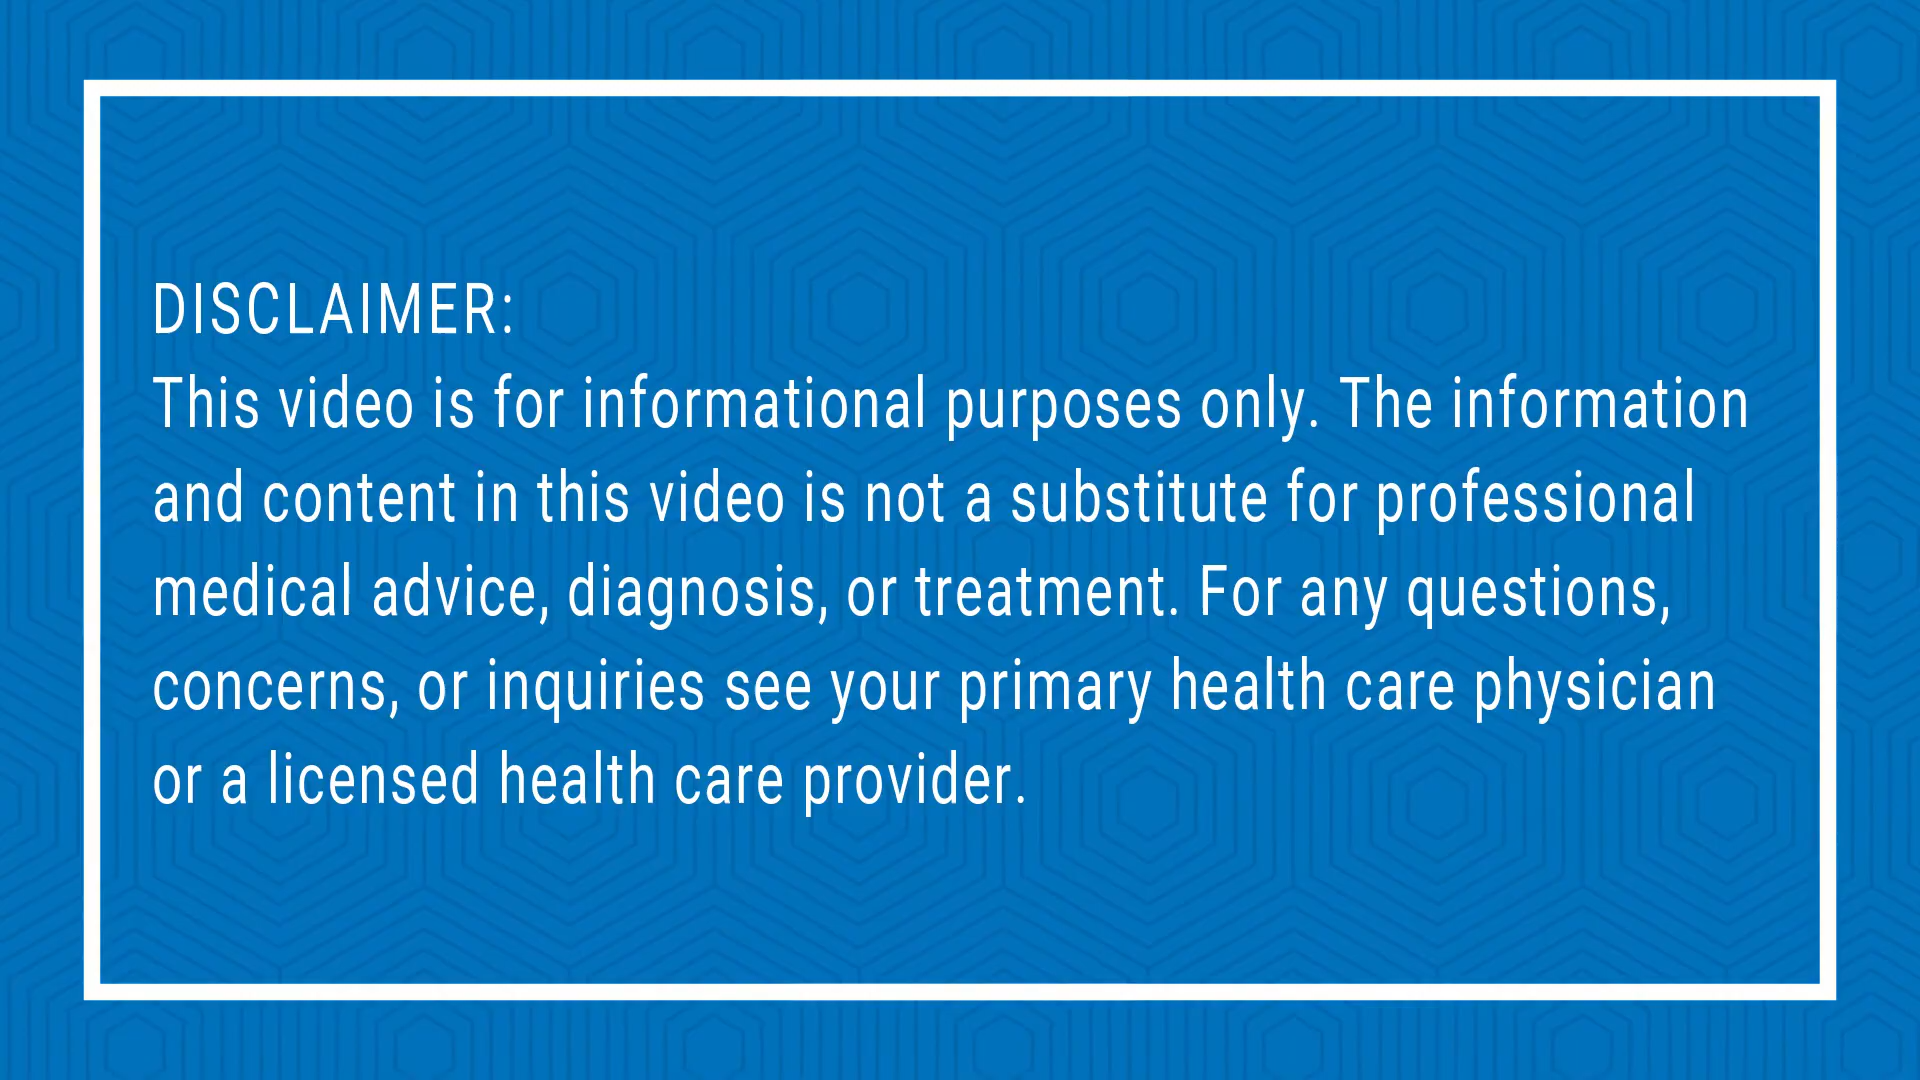 DISCLAIMER:
This video is for informational purposes only. The information
and content in this video is not a substitute for professional
medical advice, diagnosis, or treatment. For any questions,
concerns, or inquiries see your primary health care physician
or a licensed health care provider.